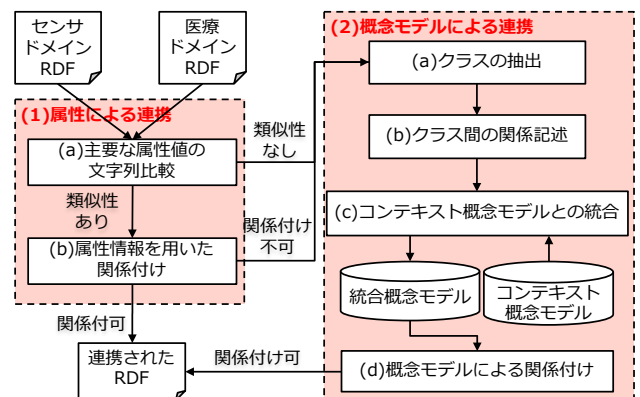 センサ
ドメイン
RDF
医療
ドメイン
RDF
(1)属性による連携
(a)主要な属性値の
文字列比較
類似性
なし
類似性
あり
(b)属性情報を用いた
関係付け
関係付け
不可
関係付可
連携された
RDF
(2)概念モデルによる連携
(a)クラスの抽出
(b)クラス間の関係記述
(c)コンテキスト概念モデルとの統合
統合概念モデル
コンテキスト
概念モデル
(d)概念モデルによる関係付け
関係付け可